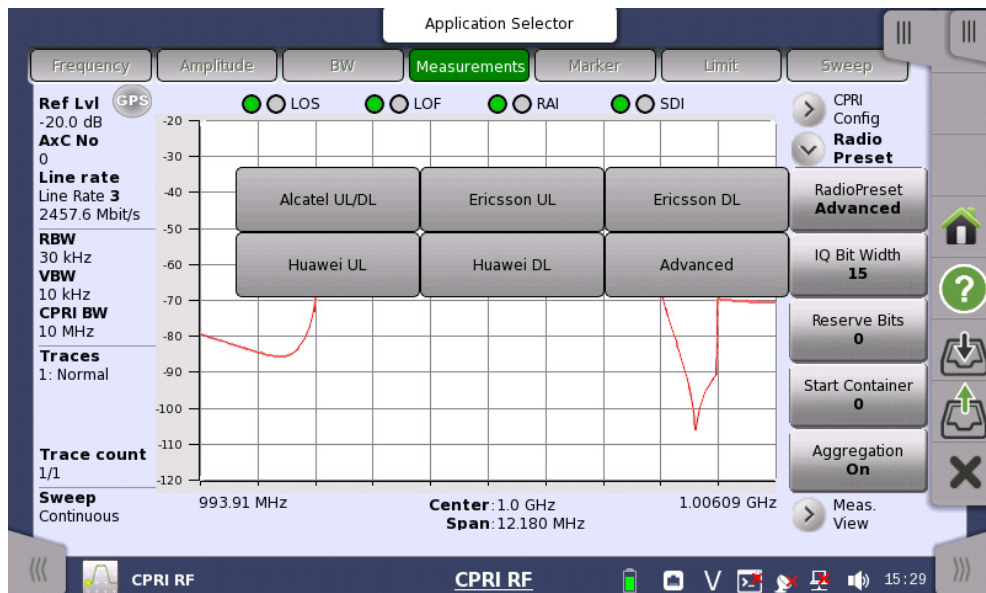 Application Selector
Frequency
Amplitude
BW
Measurements
Marker
Limit
Sweep
Ref Lvl
GPS
-20.0 dB
AxC No
0
Line rate
Line Rate 3
2457.6 Mbit/s
RBW
30 kHz
VBW
10 kHz
CPRI BW
10 MHz
Traces
1: Normal
Trace count
1/1
Sweep
Continuous
LOS
LOF
RAI
SDI
-20
-30
-40
-50
-60
-70
-80
-90
-100
-110
-120
Alcatel UL/DL
Ericsson UL
Ericsson DL
Huawei UL
Huawei DL
Advanced
993.91 MHz
Center:1.0 GHz
1.00609 GHz
Span:12.180 MHz
CPRI
Config
Radio
Preset
RadioPreset
Advanced
IQ Bit Width
15
Reserve Bits
0
Start Container
0
Aggregation
On
Meas.
View
CPRI RF
CPRI RF
V
15:29